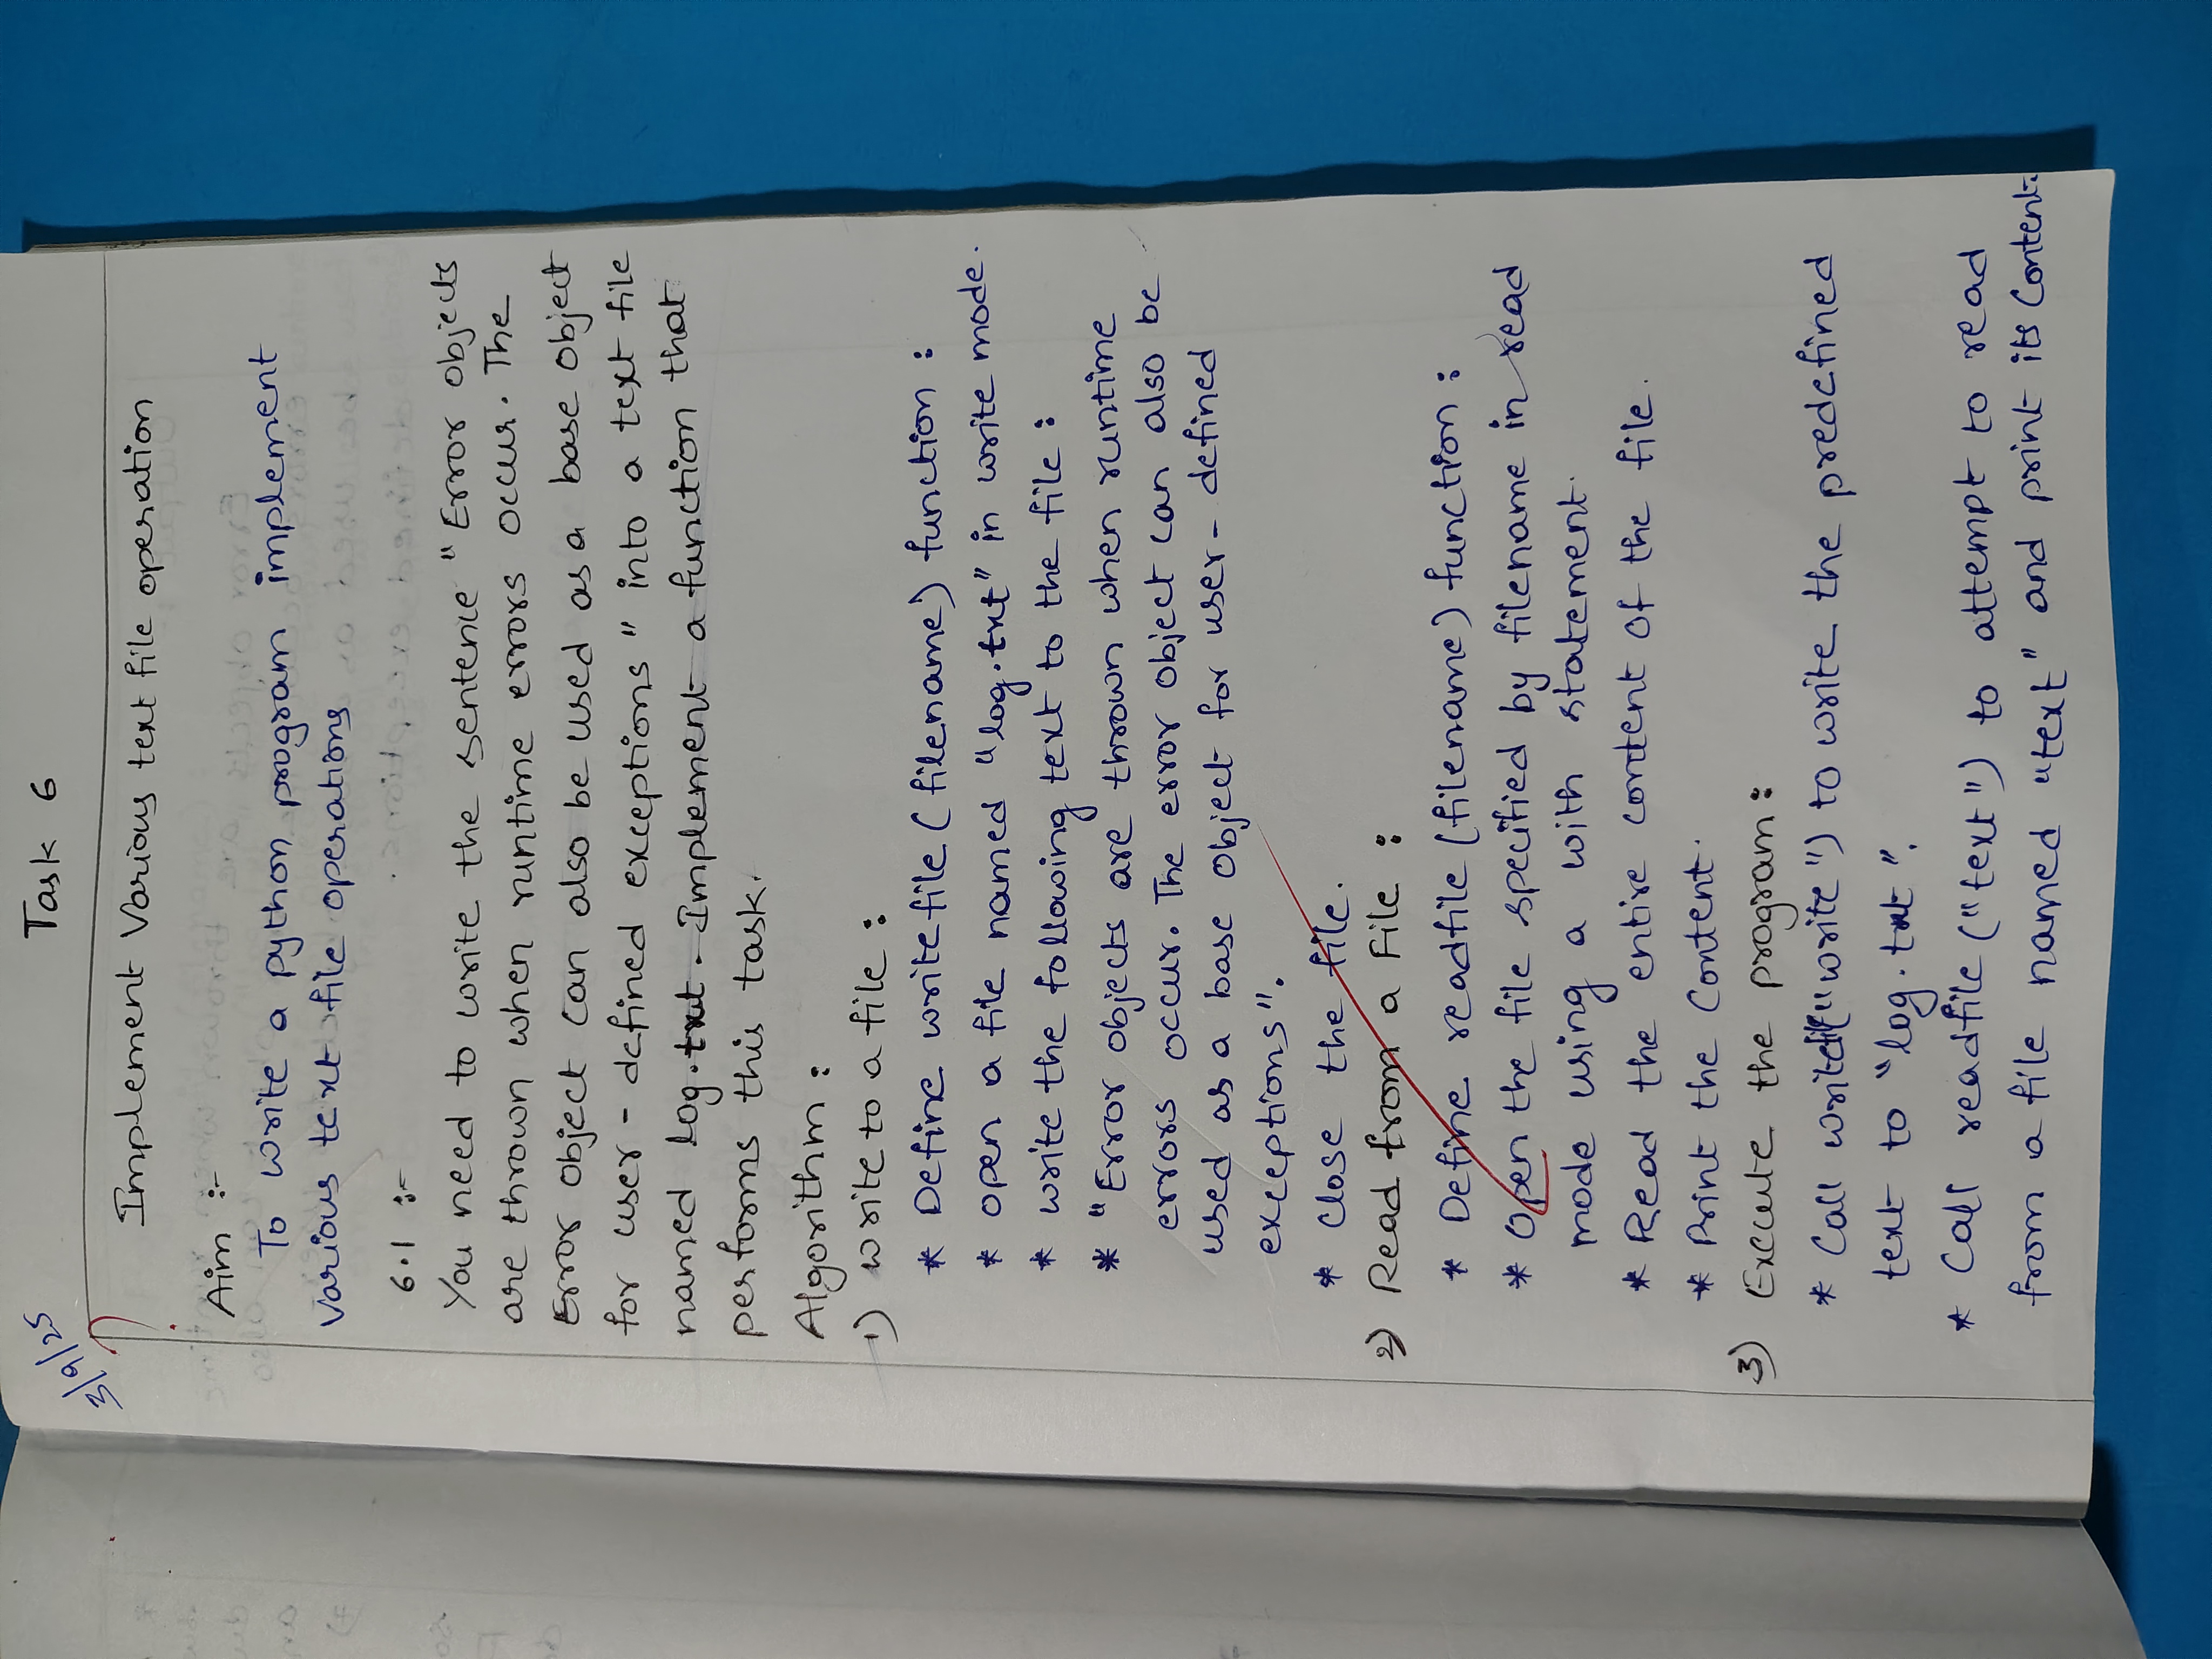 Task 6
3/9/25
Implement Various text file operation
Aim :-
To write a python program implement
various text file operations
6.1 :-
You need to write the sentence "Error objects
are thrown when runtime errors occur. The
Error object can also be used as a base object
for user - defined exceptions" into a text file
named log.txt. Implement a function that
performs this task.
Algorithm :
1) write to a file :
* Define writefile (filename) function :
* open a file named "log.txt" in write mode.
* write the following text to the file :
* "Error objects are thrown when runtime
errors occur. The error object can also be
used as a base object for user - defined
exceptions".
* close the file.
2) Read from a File :
* Define readfile (filename) function :
* Open the file specified by filename in read
mode using a with statement.
* Read the entire content of the file.
* Print the Content.
3) Execute the program :
* Call ("write") to write the predefined
text to "log.txt".
* Call readfile ("text") to attempt to read
from a file named "text" and print its Content.